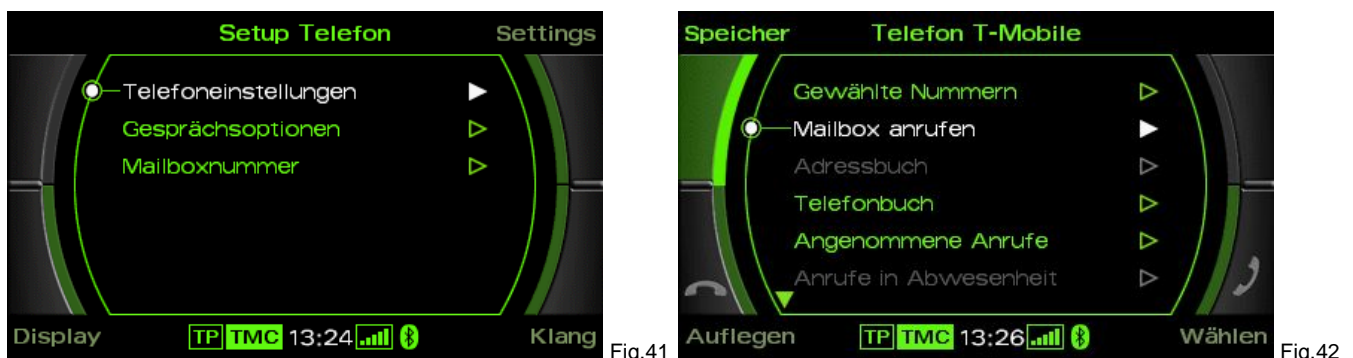 Setup Telefon Settings
Telefoneinstellungen
Gesprächsoptionen
Mailboxnummer
Display TP TMC 13:24 Klang
Fig.41
Speicher Telefon T-Mobile
Gewählte Nummern
Mailbox anrufen
Adressbuch
Telefonbuch
Angenommene Anrufe
Anrufe in Abwesenheit
Auflegen TP TMC 13:26 Wählen
Fig.42